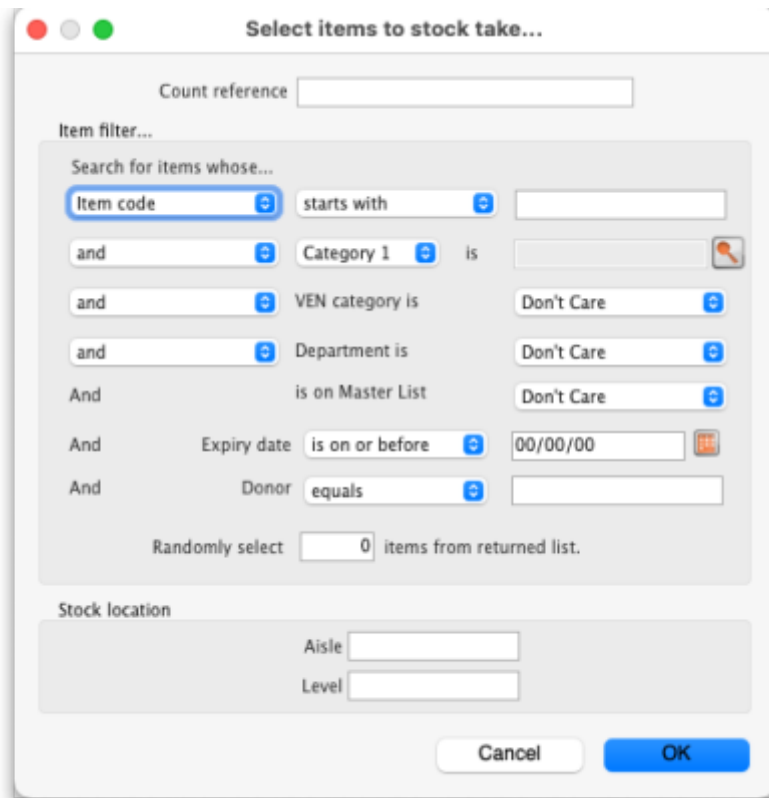 Select items to stock take...
Count reference
Item filter...
Search for items whose...
Item code starts with
and Category 1 is
and VEN category is Don't Care
and Department is Don't Care
And is on Master List Don't Care
And Expiry date is on or before 00/00/00
And Donor equals
Randomly select 0 items from returned list.
Stock location
Aisle
Level
Cancel OK